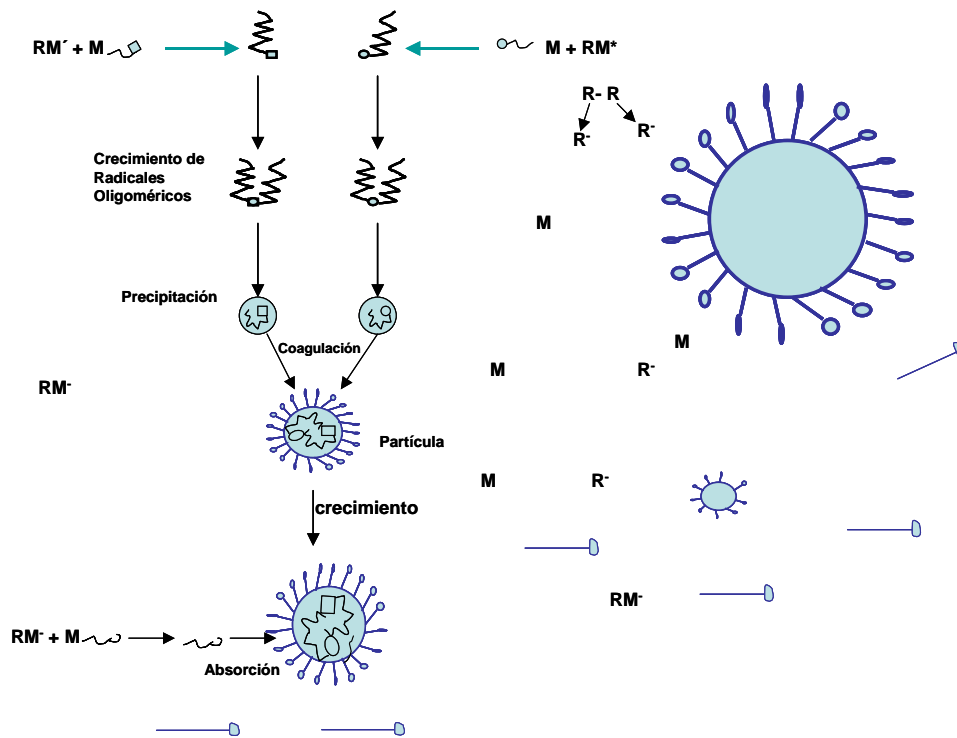 RM´ + M
M + RM*
R- R
R-
R-
Crecimiento de
Radicales
Oligoméricos
M
Precipitación
Coagulación
M
M
R-
RM-
Partícula
M
R-
crecimiento
RM-
RM- + M
Absorción